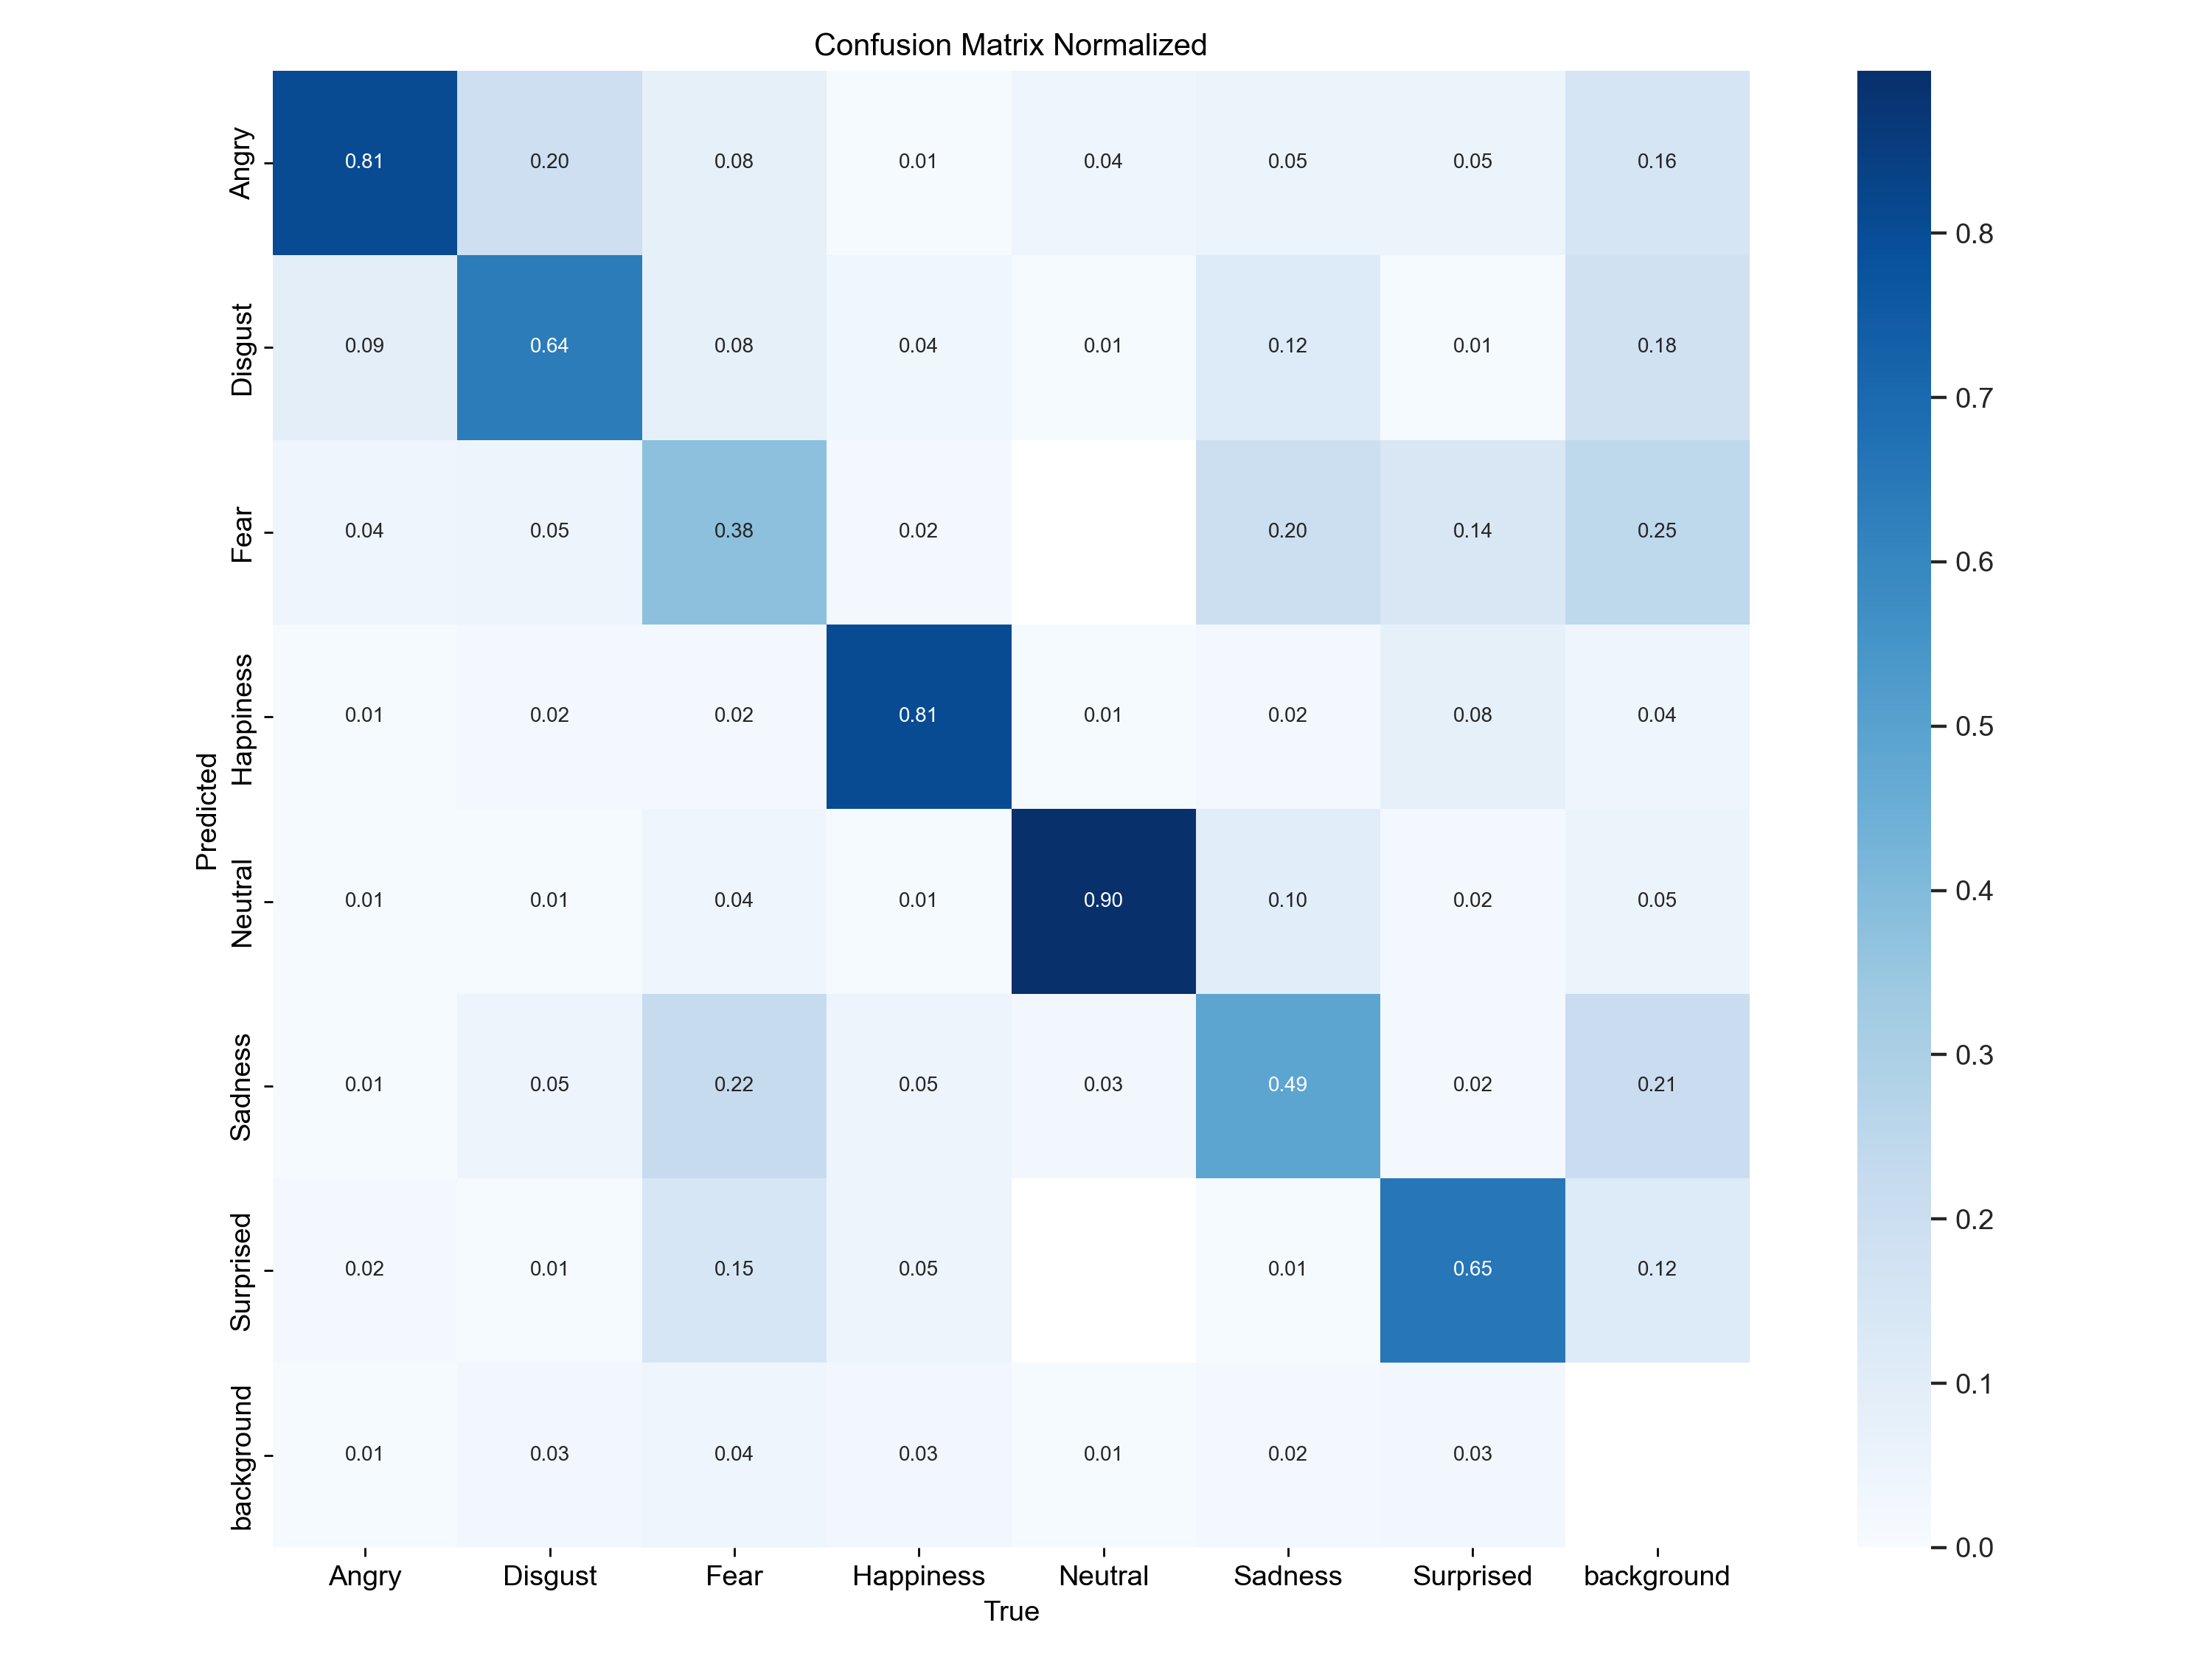 Confusion Matrix Normalized
Angry 0.81 0.20 0.08 0.01 0.04 0.05 0.05 0.16
Disgust 0.09 0.64 0.08 0.04 0.01 0.12 0.01 0.18
Fear 0.04 0.05 0.38 0.02 0.20 0.14 0.25
Happiness 0.01 0.02 0.02 0.81 0.01 0.02 0.08 0.04
Predicted
Neutral 0.01 0.01 0.04 0.01 0.90 0.10 0.02 0.05
Sadness 0.01 0.05 0.22 0.05 0.03 0.49 0.02 0.21
Surprised 0.02 0.01 0.15 0.05 0.01 0.65 0.12
background 0.01 0.03 0.04 0.03 0.01 0.02 0.03
Angry Disgust Fear Happiness Neutral Sadness Surprised background
True
0.8
0.7
0.6
0.5
0.4
0.3
0.2
0.1
0.0